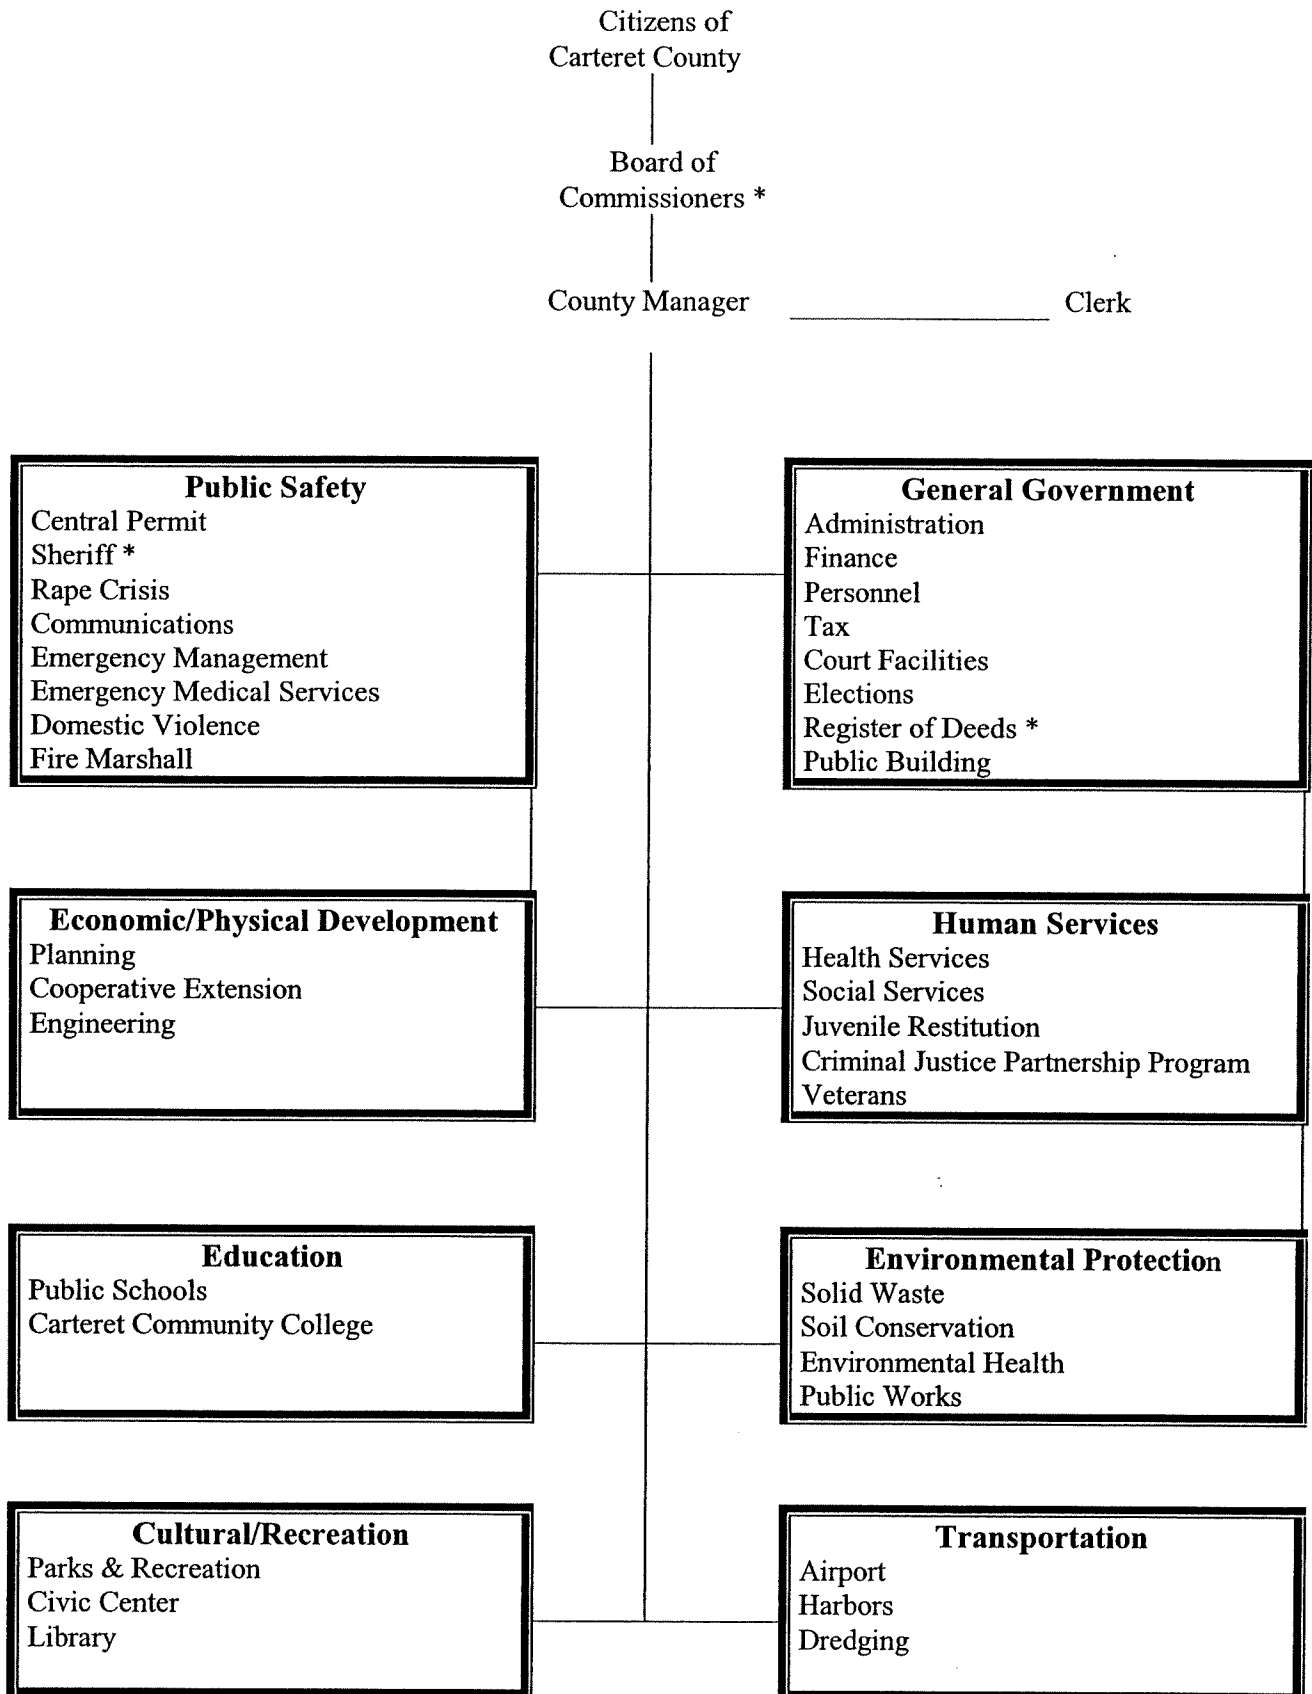 Citizens of
Carteret County
Board of
Commissioners *
County Manager Clerk
Public Safety
Central Permit
Sheriff *
Rape Crisis
Communications
Emergency Management
Emergency Medical Services
Domestic Violence
Fire Marshall
General Government
Administration
Finance
Personnel
Tax
Court Facilities
Elections
Register of Deeds *
Public Building
Economic/Physical Development
Planning
Cooperative Extension
Engineering
Human Services
Health Services
Social Services
Juvenile Restitution
Criminal Justice Partnership Program
Veterans
Education
Public Schools
Carteret Community College
Environmental Protection
Solid Waste
Soil Conservation
Environmental Health
Public Works
Cultural/Recreation
Parks & Recreation
Civic Center
Library
Transportation
Airport
Harbors
Dredging